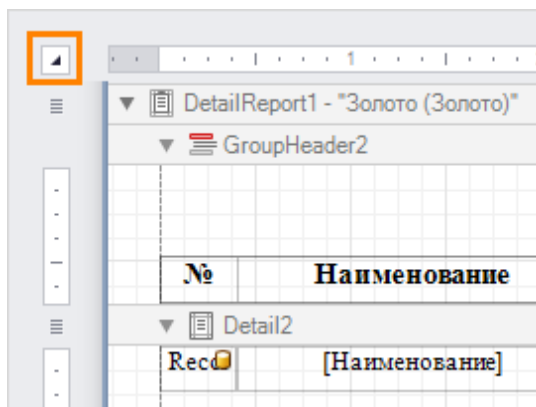 1
DetailReport1 - "Золото (Золото)"
GroupHeader2
№ Наименование
Detail2
Reco [Наименование]